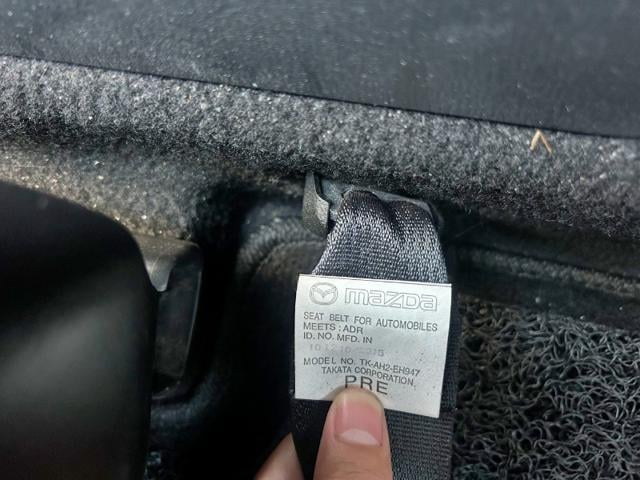 mazda
SEAT BELT FOR AUTOMOBILES
MEETS : ADR
ID. NO. MFD. IN
MODEL NO. TK-AH2-EH947
TAKATA CORPORATION
PRE